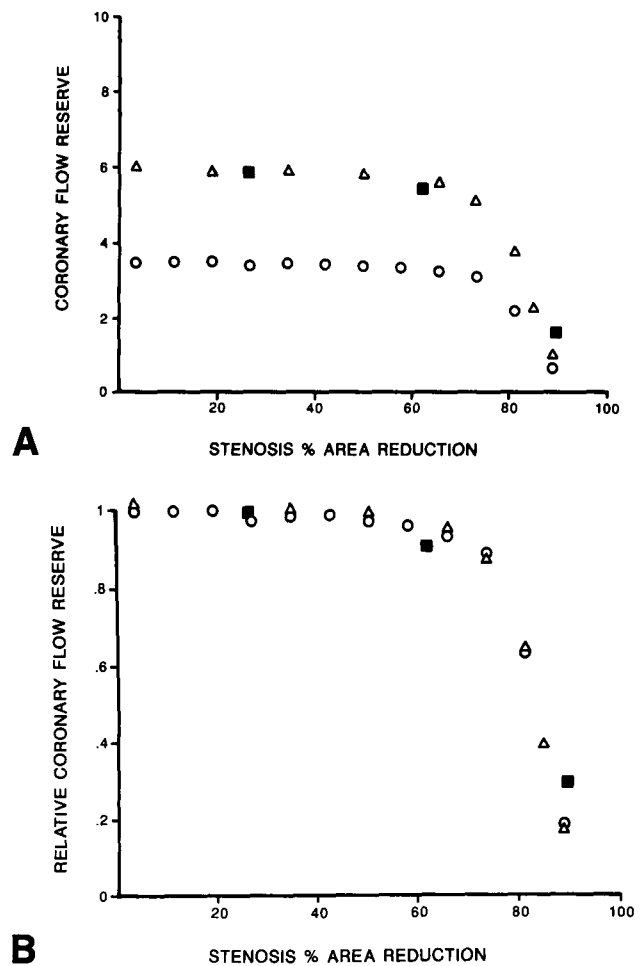 10
8
6
4
2
0
CORONARY FLOW RESERVE
20 40 60 80 100
A
STENOSIS % AREA REDUCTION
1
.8
.6
.4
.2
0
RELATIVE CORONARY FLOW RESERVE
20 40 60 80 100
B
STENOSIS % AREA REDUCTION